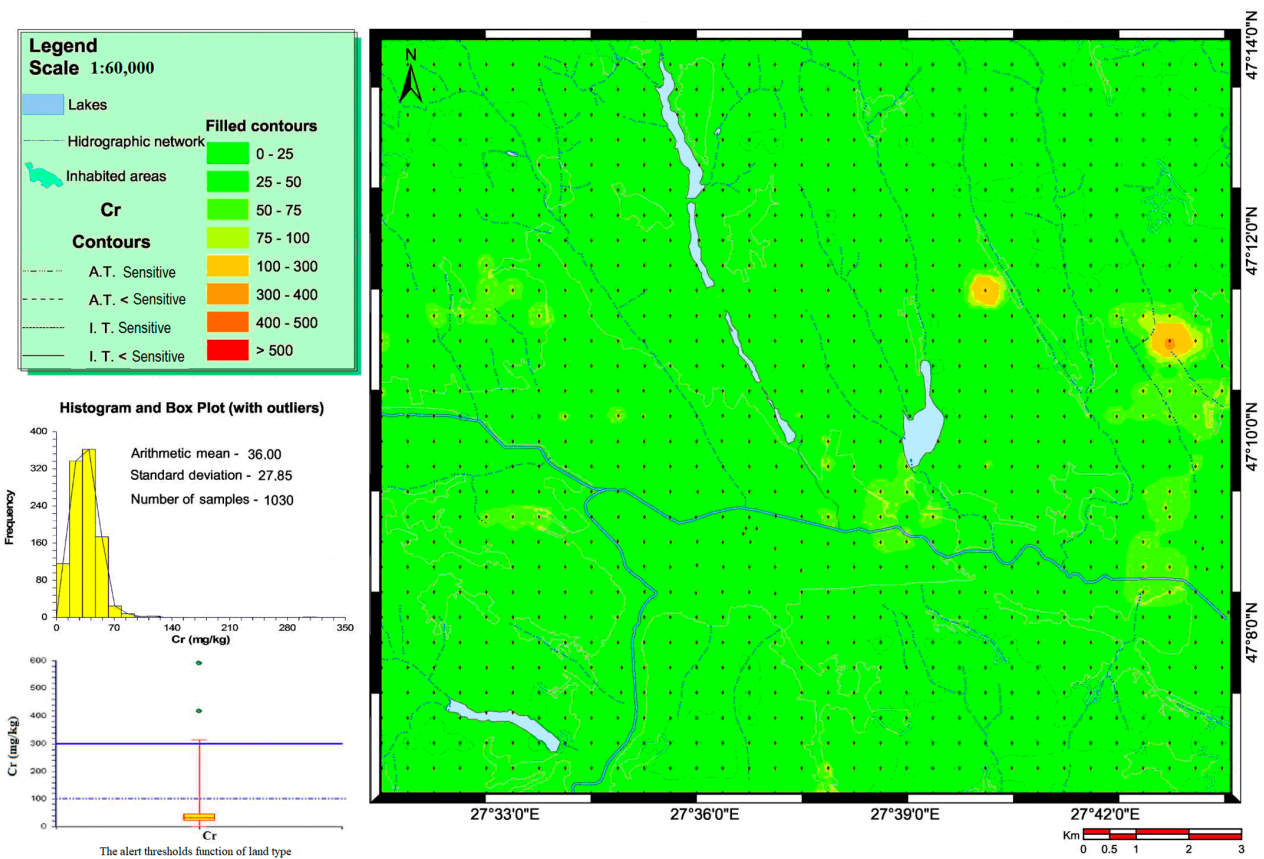 Legend
Scale 1:60,000
Lakes
Hidrographic network
Inhabited areas
Cr
Contours
A.T. Sensitive
A.T. < Sensitive
I. T. Sensitive
I. T. < Sensitive
Filled contours
0 - 25
25 - 50
50 - 75
75 - 100
100 - 300
300 - 400
400 - 500
> 500
Histogram and Box Plot (with outliers)
Arithmetic mean - 36.00
Standard deviation - 27.85
Number of samples - 1030
Frequency
400
320
240
160
80
0
0 70 140 210 280 350
Cr (mg/kg)
Cr (mg/kg)
600
500
400
300
200
100
0
Cr
The alert thresholds function of land type
N
47°14'0"N
47°12'0"N
47°10'0"N
47°8'0"N
27°33'0"E 27°36'0"E 27°39'0"E 27°42'0"E
Km
0 0.5 1 2 3